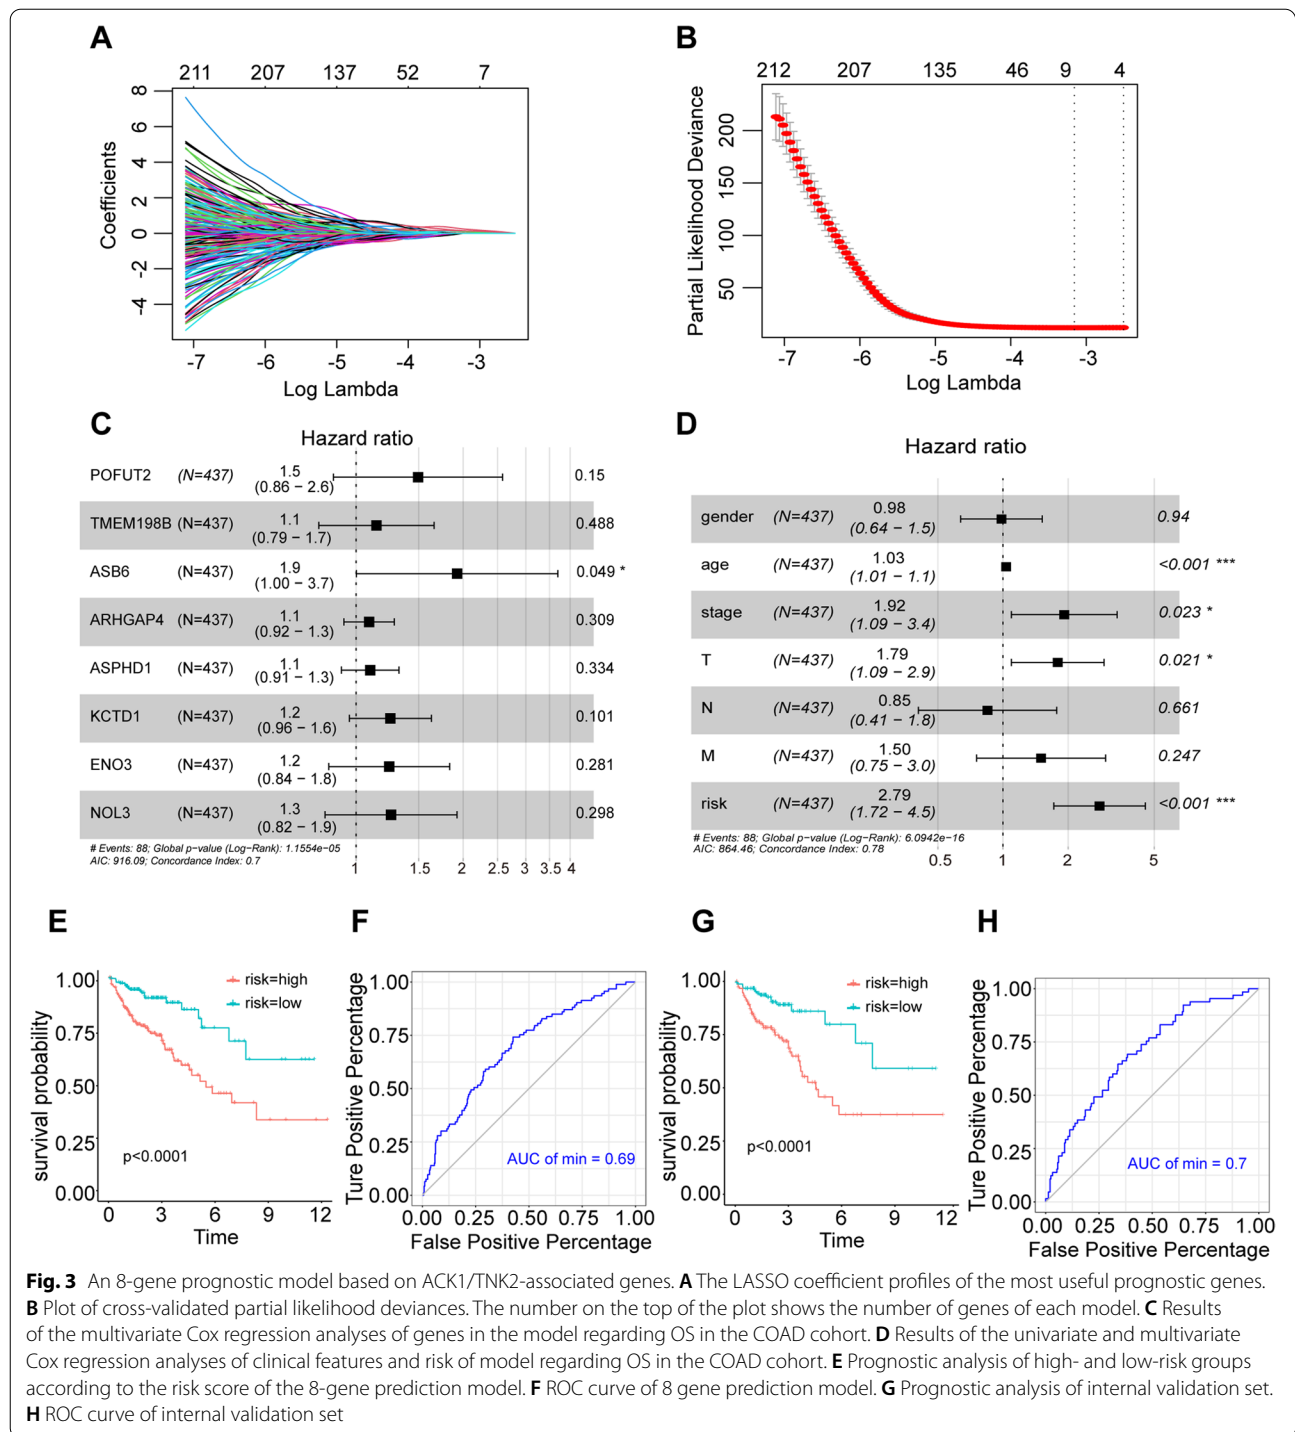 A
211 207 137 52 7
8
6
4
2
0
-2
-4
Coefficients
-7 -6 -5 -4 -3
Log Lambda
B
212 207 135 46 9 4
200
150
100
50
Partial Likelihood Deviance
-7 -6 -5 -4 -3
Log Lambda
C
Hazard ratio
POFUT2 (N=437) 1.5 0.15
(0.86 − 2.6)
TMEM198B (N=437) 1.1 0.488
(0.79 − 1.7)
ASB6 (N=437) 1.9 0.049 *
(1.00 − 3.7)
ARHGAP4 (N=437) 1.1 0.309
(0.92 − 1.3)
ASPHD1 (N=437) 1.1 0.334
(0.91 − 1.3)
KCTD1 (N=437) 1.2 0.101
(0.96 − 1.6)
ENO3 (N=437) 1.2 0.281
(0.84 − 1.8)
NOL3 (N=437) 1.3 0.298
(0.82 − 1.9)
# Events: 88; Global p−value (Log−Rank): 1.1554e−05
AIC: 916.09; Concordance Index: 0.7
1 1.5 2 2.5 3 3.5 4
D
Hazard ratio
gender (N=437) 0.98 0.94
(0.64 − 1.5)
age (N=437) 1.03 <0.001 ***
(1.01 − 1.1)
stage (N=437) 1.92 0.023 *
(1.09 − 3.4)
T (N=437) 1.79 0.021 *
(1.09 − 2.9)
N (N=437) 0.85 0.661
(0.41 − 1.8)
M (N=437) 1.50 0.247
(0.75 − 3.0)
risk (N=437) 2.79 <0.001 ***
(1.72 − 4.5)
# Events: 88; Global p−value (Log−Rank): 6.0942e−16
AIC: 864.46; Concordance Index: 0.78
0.5 1 2 5
E
1.00
0.75
0.50
0.25
0.00
survival probability
risk=high
risk=low
p<0.0001
0 3 6 9 12
Time
F
1.00
0.75
0.50
0.25
0.00
Ture Positive Percentage
AUC of min = 0.69
0.00 0.25 0.50 0.75 1.00
False Positive Percentage
G
1.00
0.75
0.50
0.25
0.00
survival probability
risk=high
risk=low
p<0.0001
0 3 6 9 12
Time
H
1.00
0.75
0.50
0.25
0.00
Ture Positive Percentage
AUC of min = 0.7
0.00 0.25 0.50 0.75 1.00
False Positive Percentage
Fig. 3 An 8-gene prognostic model based on ACK1/TNK2-associated genes. A The LASSO coefficient profiles of the most useful prognostic genes.
B Plot of cross-validated partial likelihood deviances. The number on the top of the plot shows the number of genes of each model. C Results
of the multivariate Cox regression analyses of genes in the model regarding OS in the COAD cohort. D Results of the univariate and multivariate
Cox regression analyses of clinical features and risk of model regarding OS in the COAD cohort. E Prognostic analysis of high- and low-risk groups
according to the risk score of the 8-gene prediction model. F ROC curve of 8 gene prediction model. G Prognostic analysis of internal validation set.
H ROC curve of internal validation set